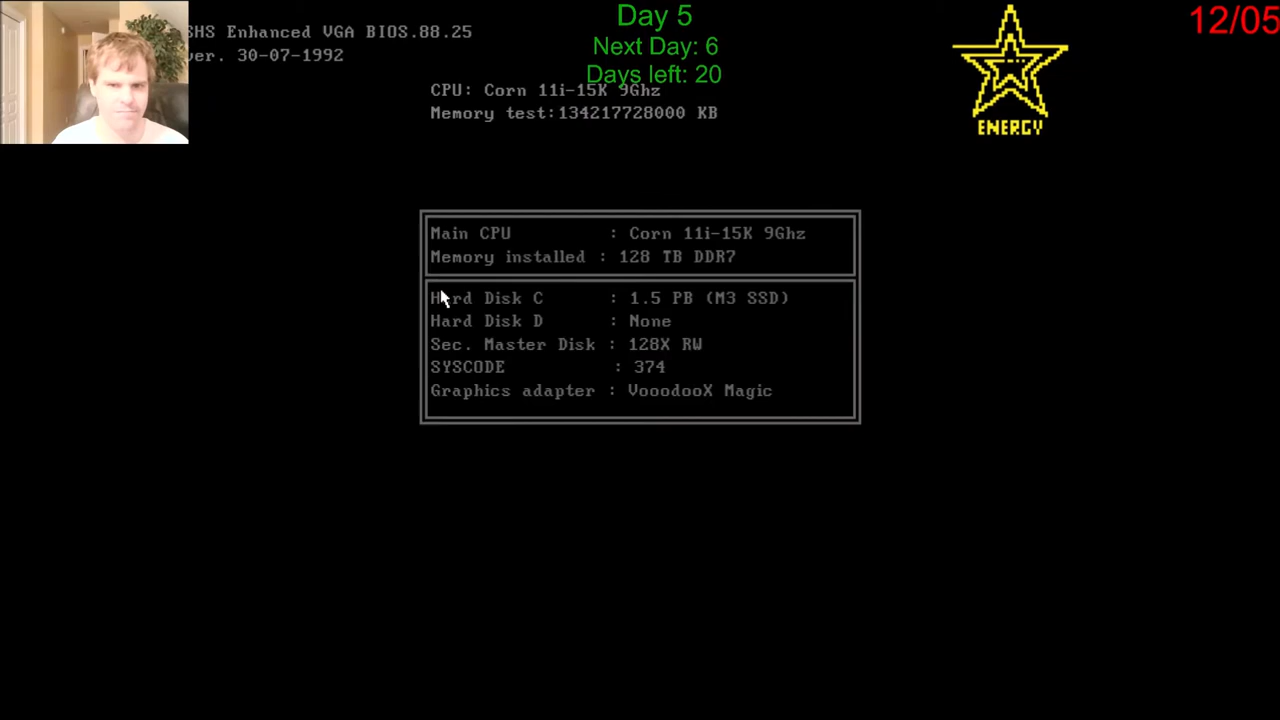 SHS Enhanced VGA BIOS.88.25
ver. 30-07-1992
Day 5
Next Day: 6
Days left: 20
12/05
ENERGY
CPU: Corn 11i-15K 9Ghz
Memory test:134217728000 KB
Main CPU : Corn 11i-15K 9Ghz
Memory installed : 128 TB DDR7
Hard Disk C : 1.5 PB (M3 SSD)
Hard Disk D : None
Sec. Master Disk : 128X RW
SYSCODE : 374
Graphics adapter : VooodooX Magic